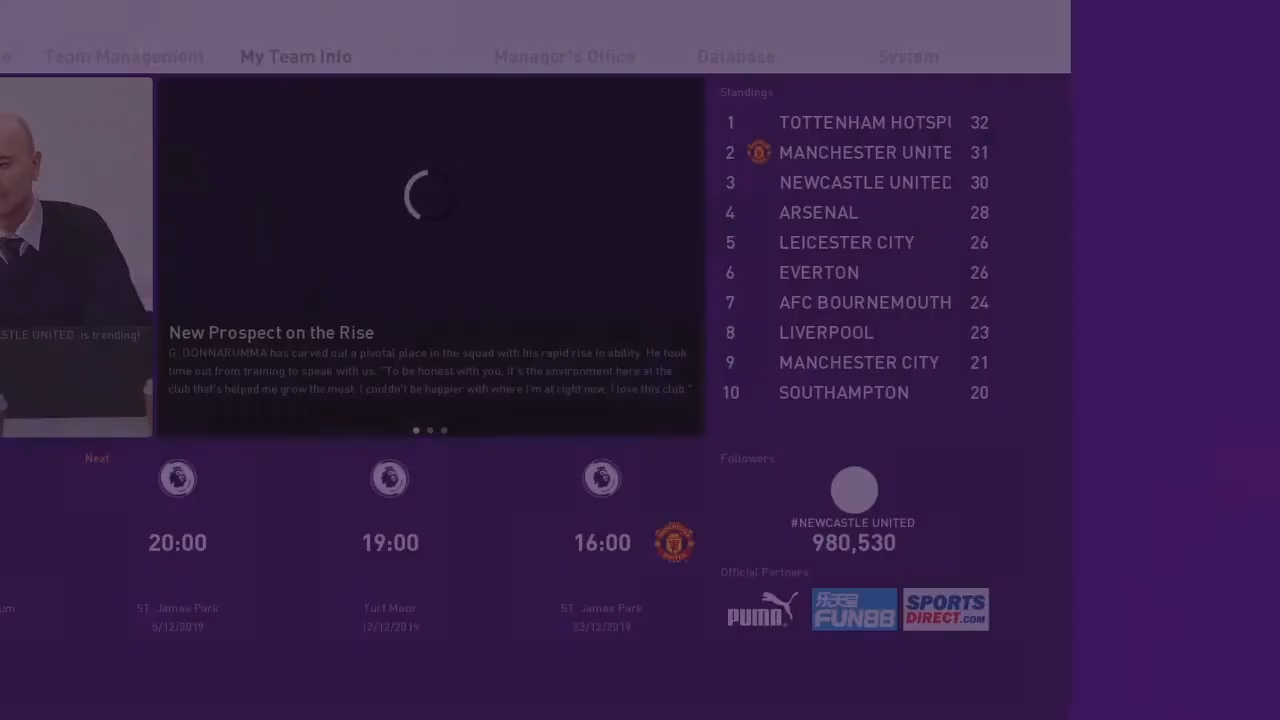 Team Management
My Team Info
Manager's Office
Database
System
STLE UNITED is trending!
New Prospect on the Rise
G. DONNARUMMA has carved out a pivotal place in the squad with his rapid rise in ability. He took
time out from training to speak with us. "To be honest with you, it's the environment here at the
club that's helped me grow the most. I couldn't be happier with where I'm at right now. I love this club."
Standings
1 TOTTENHAM HOTSPU 32
2 MANCHESTER UNITE 31
3 NEWCASTLE UNITED 30
4 ARSENAL 28
5 LEICESTER CITY 26
6 EVERTON 26
7 AFC BOURNEMOUTH 24
8 LIVERPOOL 23
9 MANCHESTER CITY 21
10 SOUTHAMPTON 20
Next
20:00
ST. James Park
5/12/2019
19:00
Turf Moor
12/12/2019
16:00
ST. James Park
23/12/2019
Followers
#NEWCASTLE UNITED
980,530
Official Partners
PUMA
乐天堂
FUN88
SPORTS
DIRECT.COM